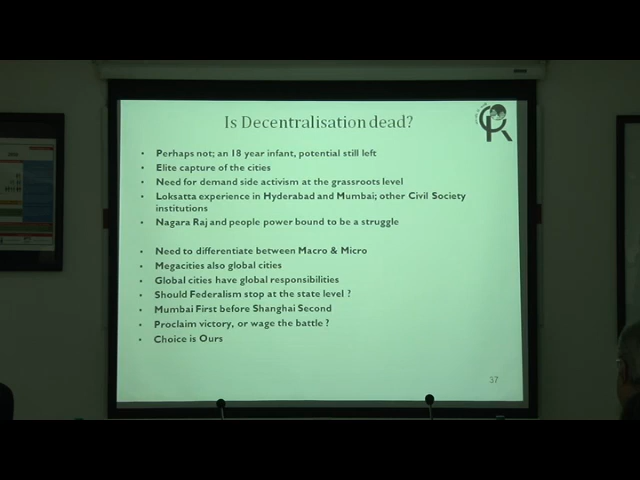 Is Decentralisation dead?
• Perhaps not; an 18 year infant, potential still left
• Elite capture of the cities
• Need for demand side activism at the grassroots level
• Loksatta experience in Hyderabad and Mumbai; other Civil Society
institutions
• Nagara Raj and people power bound to be a struggle
• Need to differentiate between Macro & Micro
• Megacities also global cities
• Global cities have global responsibilities
• Should Federalism stop at the state level ?
• Mumbai First before Shanghai Second
• Proclaim victory, or wage the battle ?
• Choice is Ours
37